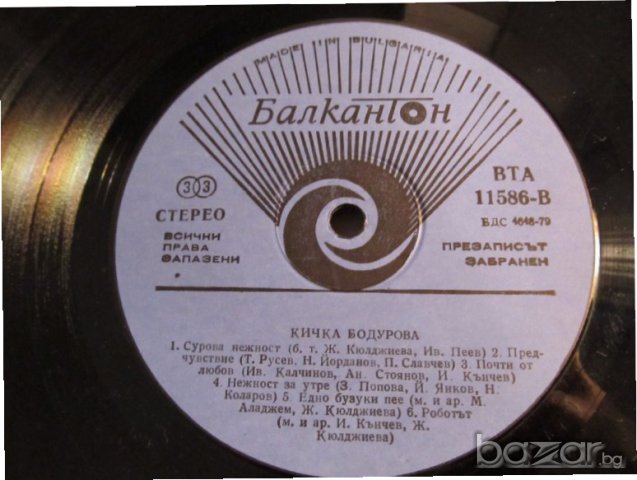 MADE IN BULGARIA
Балкантон
33
СТЕРЕО
ВСИЧКИ
ПРАВА
ЗАПАЗЕНИ
ВТА
11586-В
БДС 4648-79
ПРЕЗАПИСЪТ
ЗАБРАНЕН
КИЧКА БОДУРОВА
1. Сурова нежност (б. т. Ж. Кюлджиева, Ив. Пеев) 2. Пред-
чувствие (Т. Русев, Н. Йорданов, П. Славчев) 3. Почти от
любов (Ив. Калчинов, Ан. Стоянов, И. Кънчев)
4. Нежност за утре (З. Попова, Й. Янков, Н.
Коларов) 5. Едно бузуки пее (м. и ар. М.
Аладжем, Ж. Кюлджиева) 6. Роботът
(м. и ар. И. Кънчев, Ж.
Кюлджиева)
bazar.bg